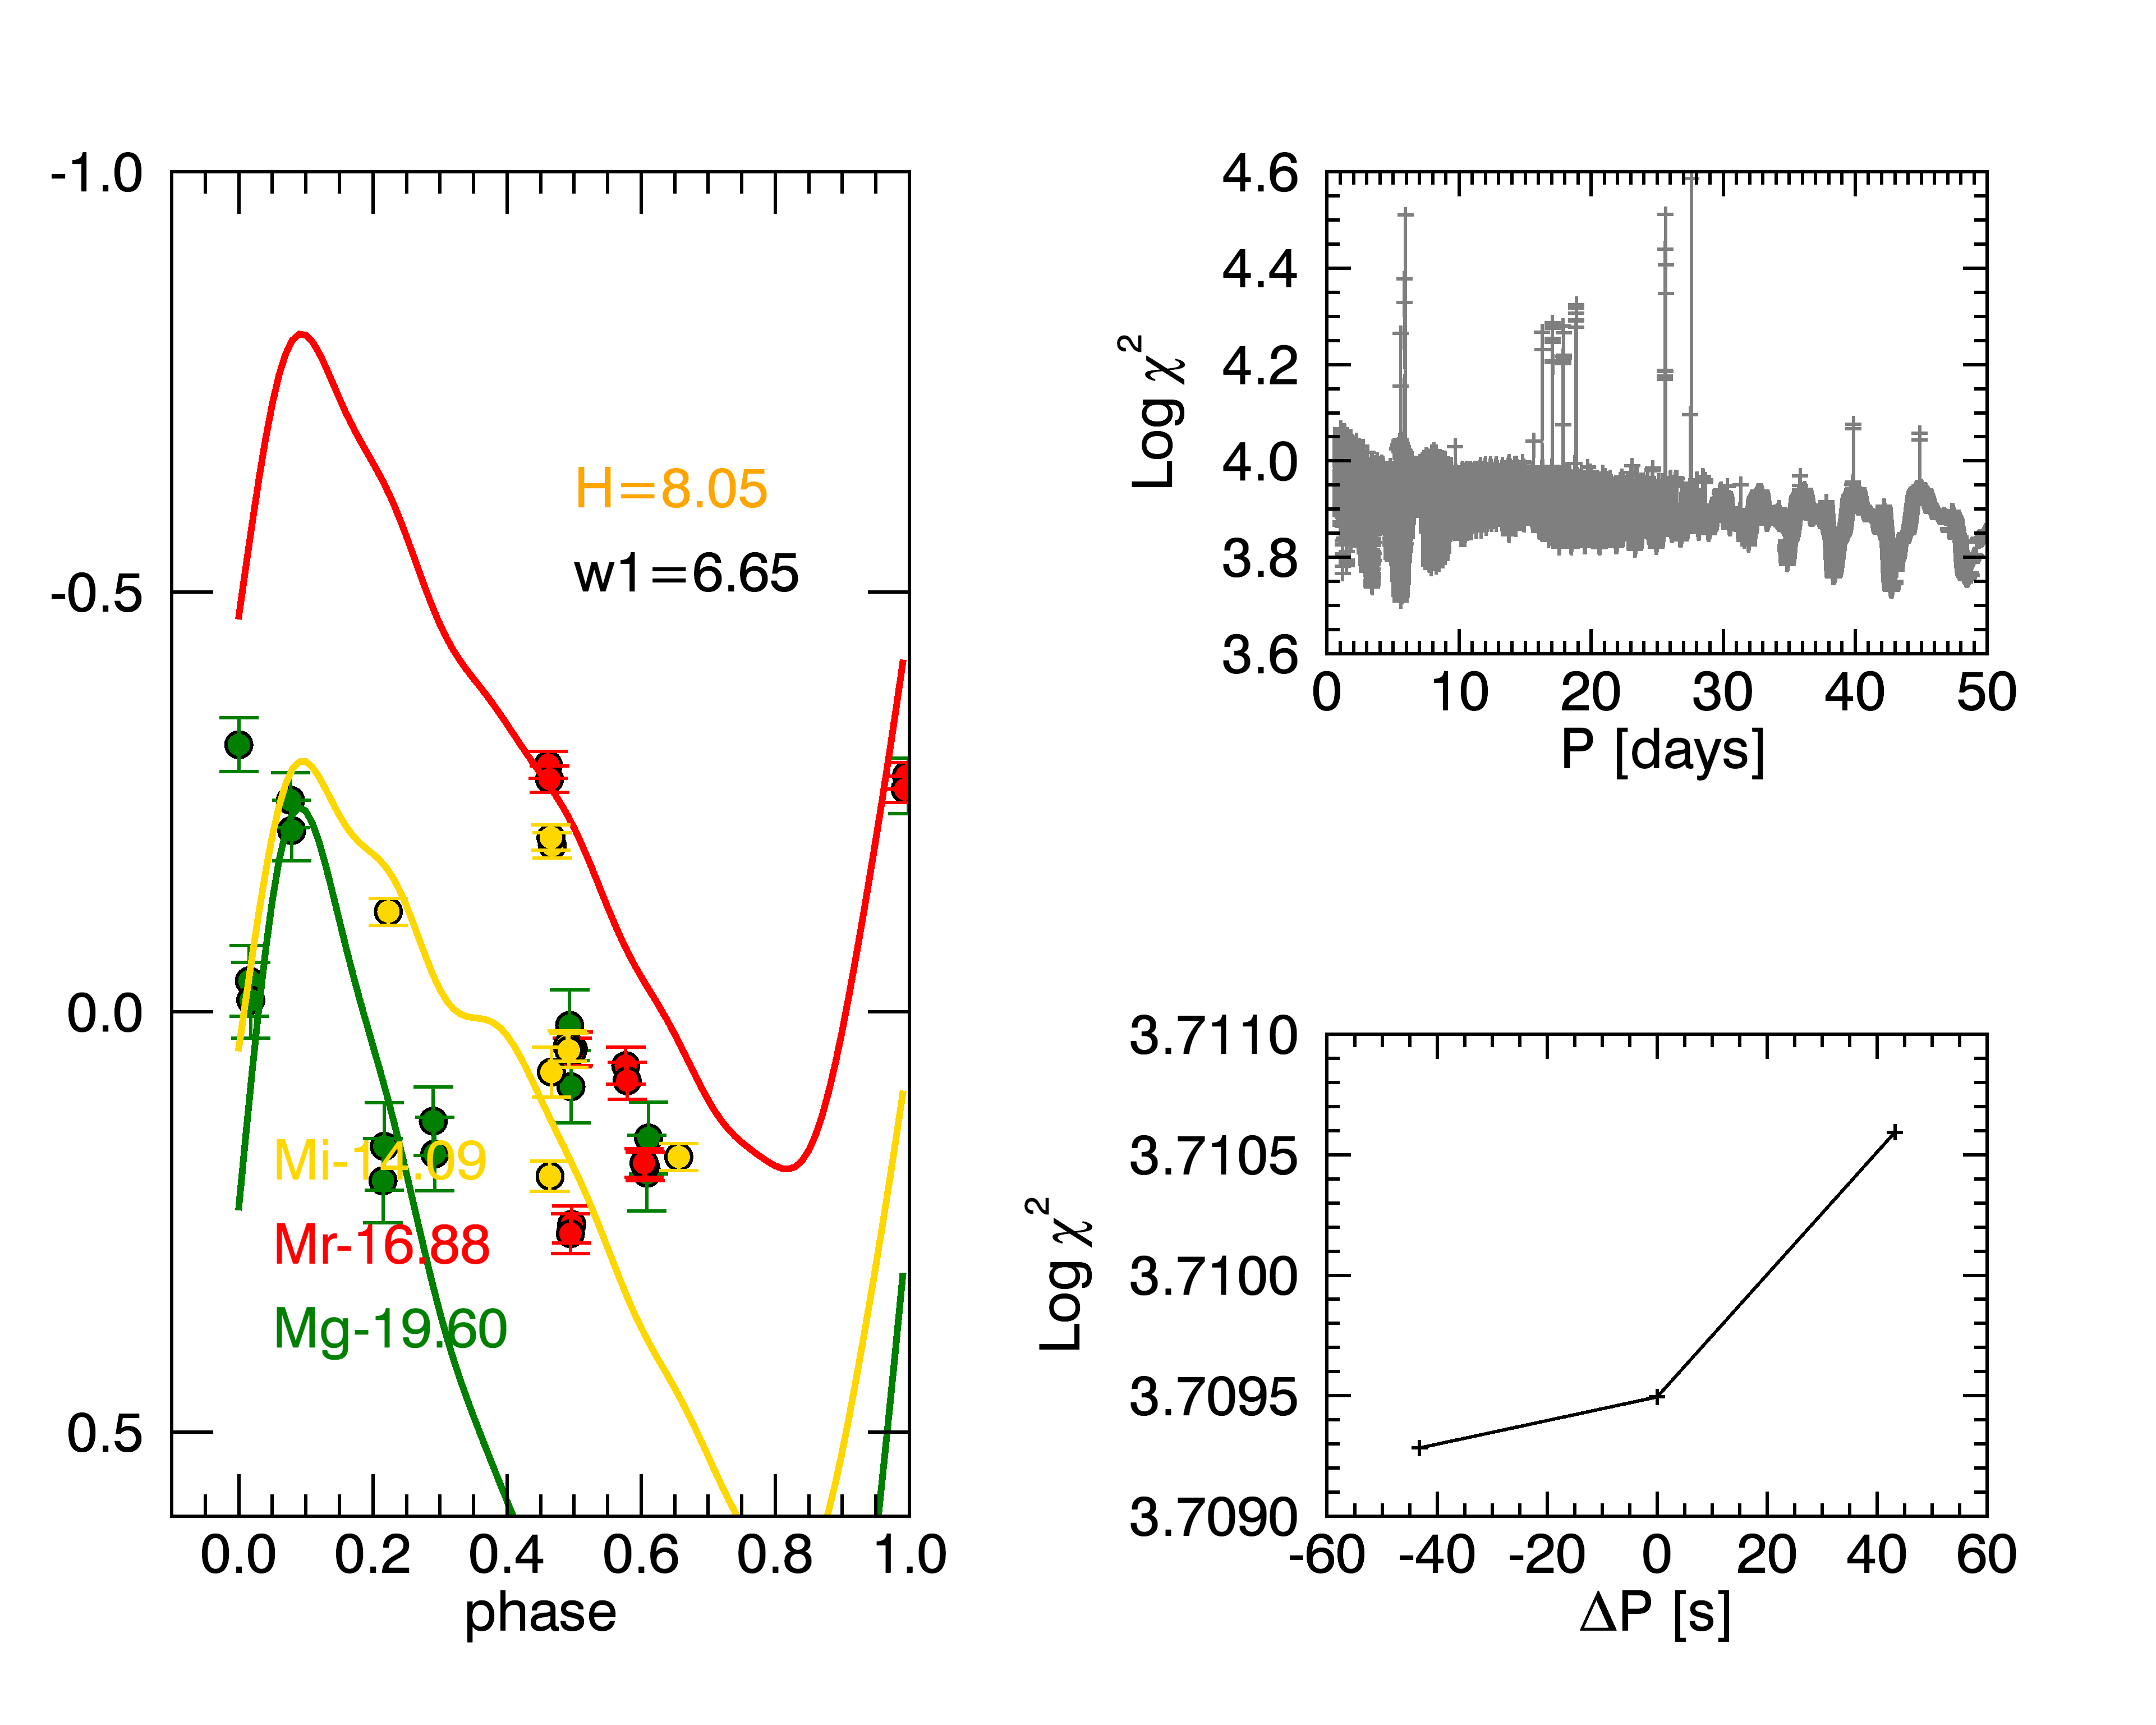 -1.0
-0.5
0.0
0.5
H=8.05
w1=6.65
Mi-14.09
Mr-16.88
Mg-19.60
0.0 0.2 0.4 0.6 0.8 1.0
phase
4.6
4.4
4.2
4.0
3.8
3.6
Log χ²
0 10 20 30 40 50
P [days]
3.7110
3.7105
3.7100
3.7095
3.7090
Log χ²
-60 -40 -20 0 20 40 60
ΔP [s]